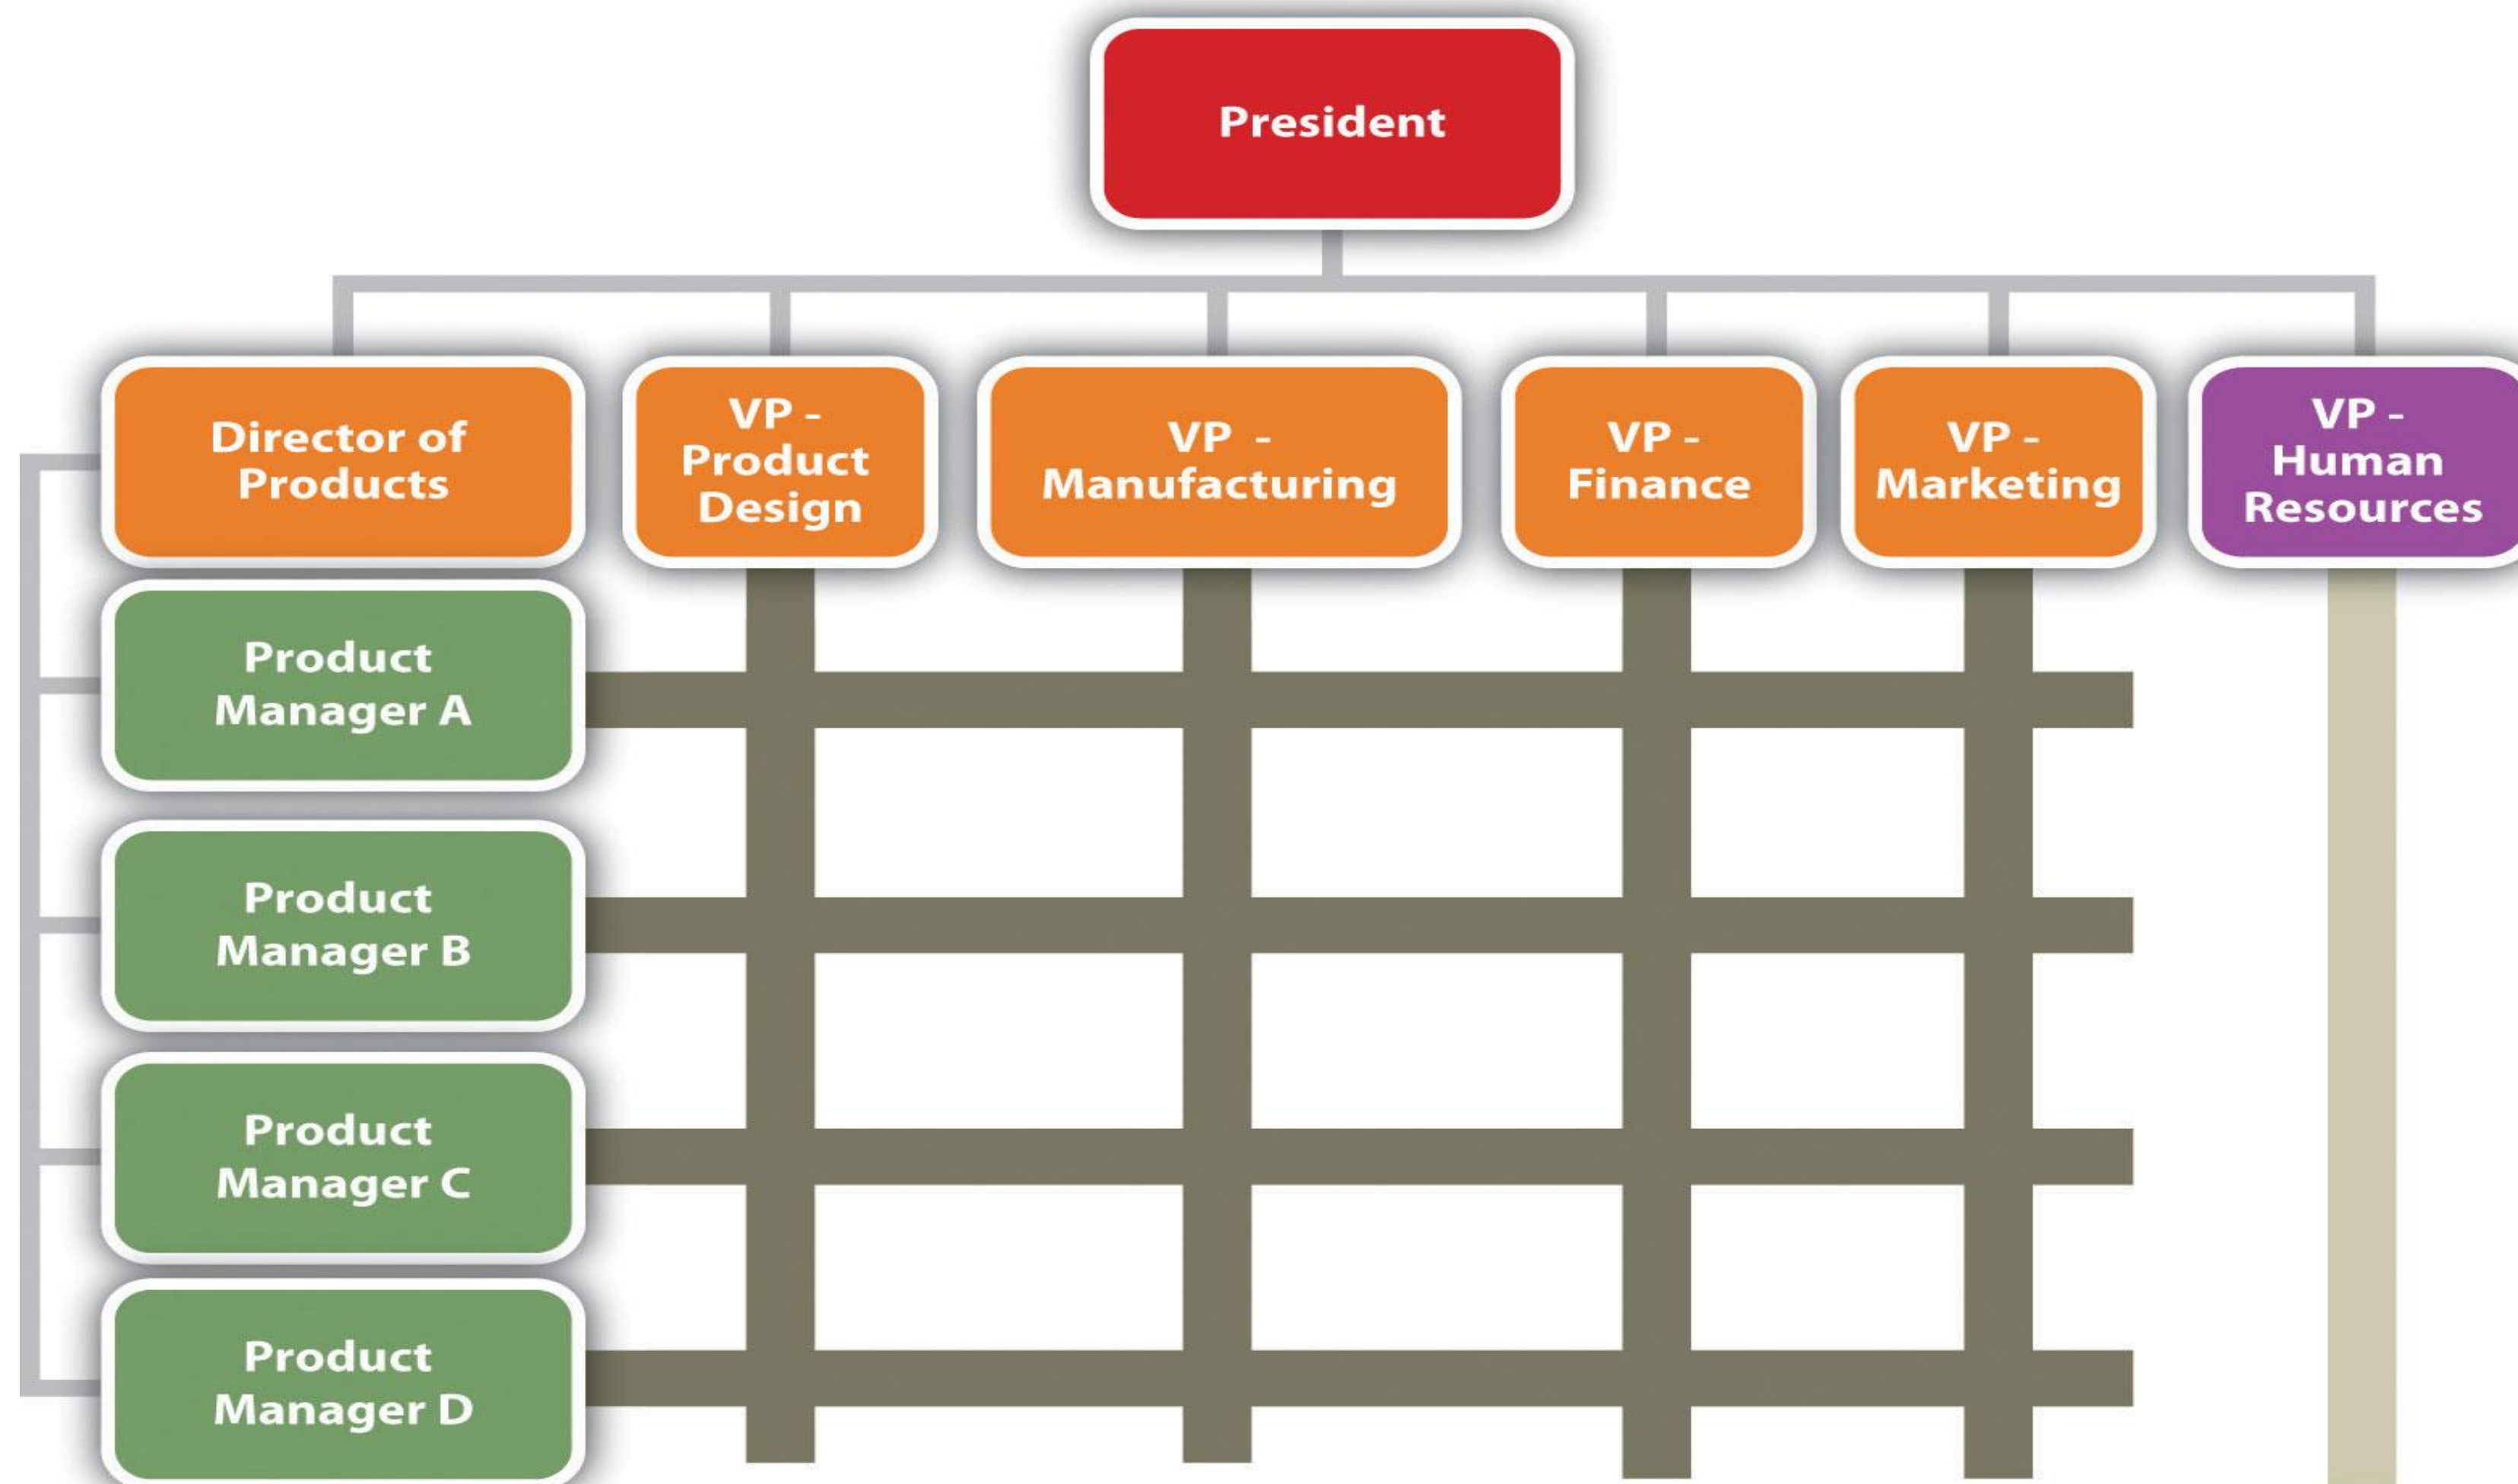 President
Director of
Products
VP -
Product
Design
VP -
Manufacturing
VP -
Finance
VP -
Marketing
VP -
Human
Resources
Product
Manager A
Product
Manager B
Product
Manager C
Product
Manager D